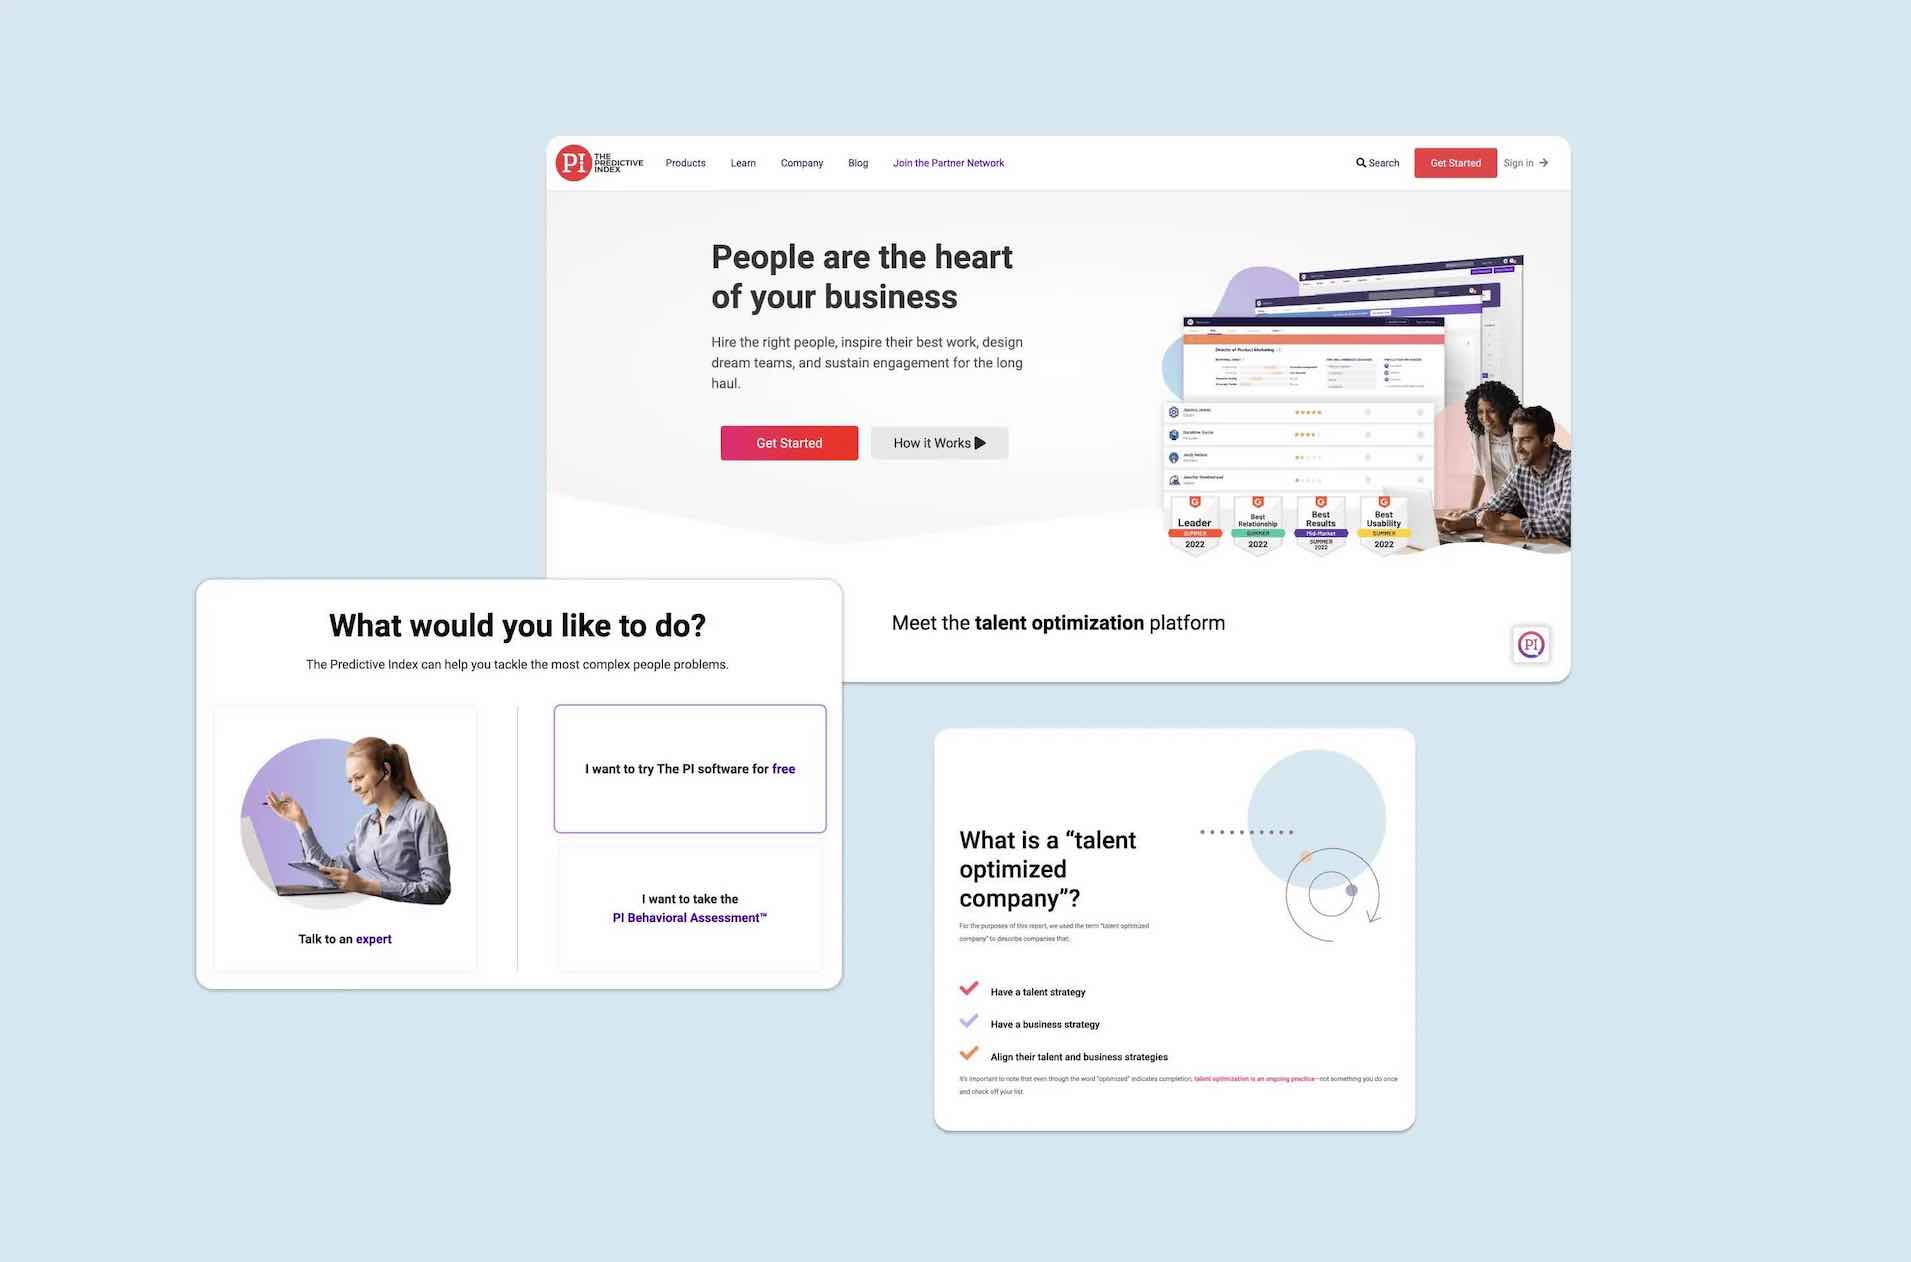 PI THE
PREDICTIVE
INDEX
Products
Learn
Company
Blog
Join the Partner Network
Search
Get Started
Sign in
People are the heart
of your business
Hire the right people, inspire their best work, design
dream teams, and sustain engagement for the long
haul.
Get Started
How it Works
Director of Product Marketing
G
Leader
SUMMER
2022
G
Best
Relationship
SUMMER
2022
G
Best
Results
Mid-Market
SUMMER
2022
G
Best
Usability
SUMMER
2022
Meet the talent optimization platform
PI
What would you like to do?
The Predictive Index can help you tackle the most complex people problems.
Talk to an expert
I want to try The PI software for free
I want to take the
PI Behavioral Assessment™
What is a “talent
optimized
company”?
For the purposes of this report, we used the term “talent optimized
company” to describe companies that:
Have a talent strategy
Have a business strategy
Align their talent and business strategies
It's important to note that even though the word “optimized” indicates completion, talent optimization is an ongoing practice—not something you do once
and check off your list.